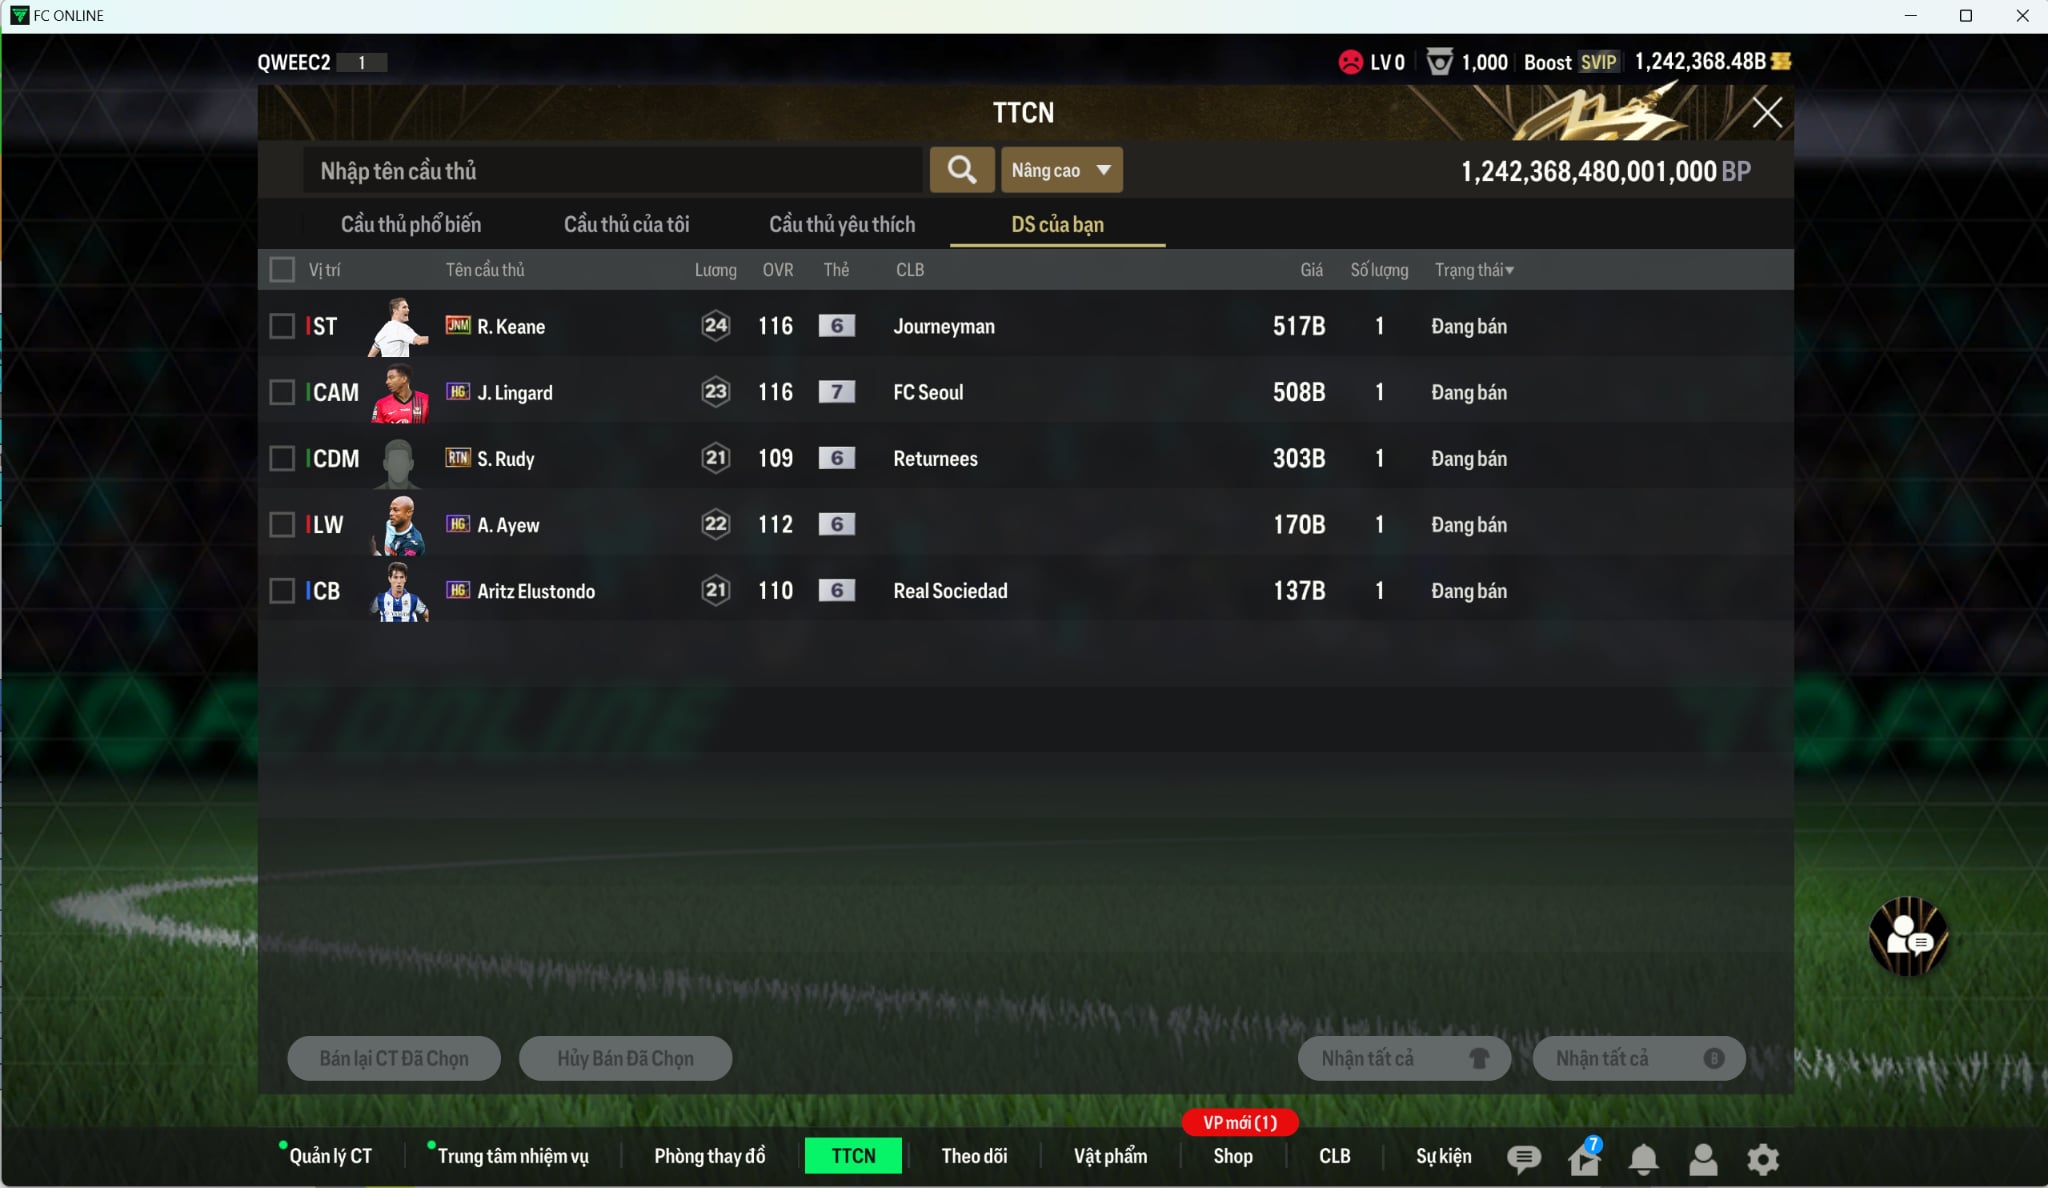 FC ONLINE
QWEEC2 1
LV 0 1,000 Boost SVIP 1,242,368.48B
TTCN
Nhập tên cầu thủ
Nâng cao
1,242,368,480,001,000 BP
Cầu thủ phổ biến Cầu thủ của tôi Cầu thủ yêu thích DS của bạn
Vị trí Tên cầu thủ Lương OVR Thẻ CLB Giá Số lượng Trạng thái
ST JNM R. Keane 24 116 6 Journeyman 517B 1 Đang bán
CAM HG J. Lingard 23 116 7 FC Seoul 508B 1 Đang bán
CDM RTN S. Rudy 21 109 6 Returnees 303B 1 Đang bán
LW HG A. Ayew 22 112 6 170B 1 Đang bán
CB HG Aritz Elustondo 21 110 6 Real Sociedad 137B 1 Đang bán
FC ONLINE
Bán lại CT Đã Chọn Hủy Bán Đã Chọn Nhận tất cả Nhận tất cả B
VP mới (1)
Quản lý CT Trung tâm nhiệm vụ Phòng thay đồ TTCN Theo dõi Vật phẩm Shop CLB Sự kiện 7